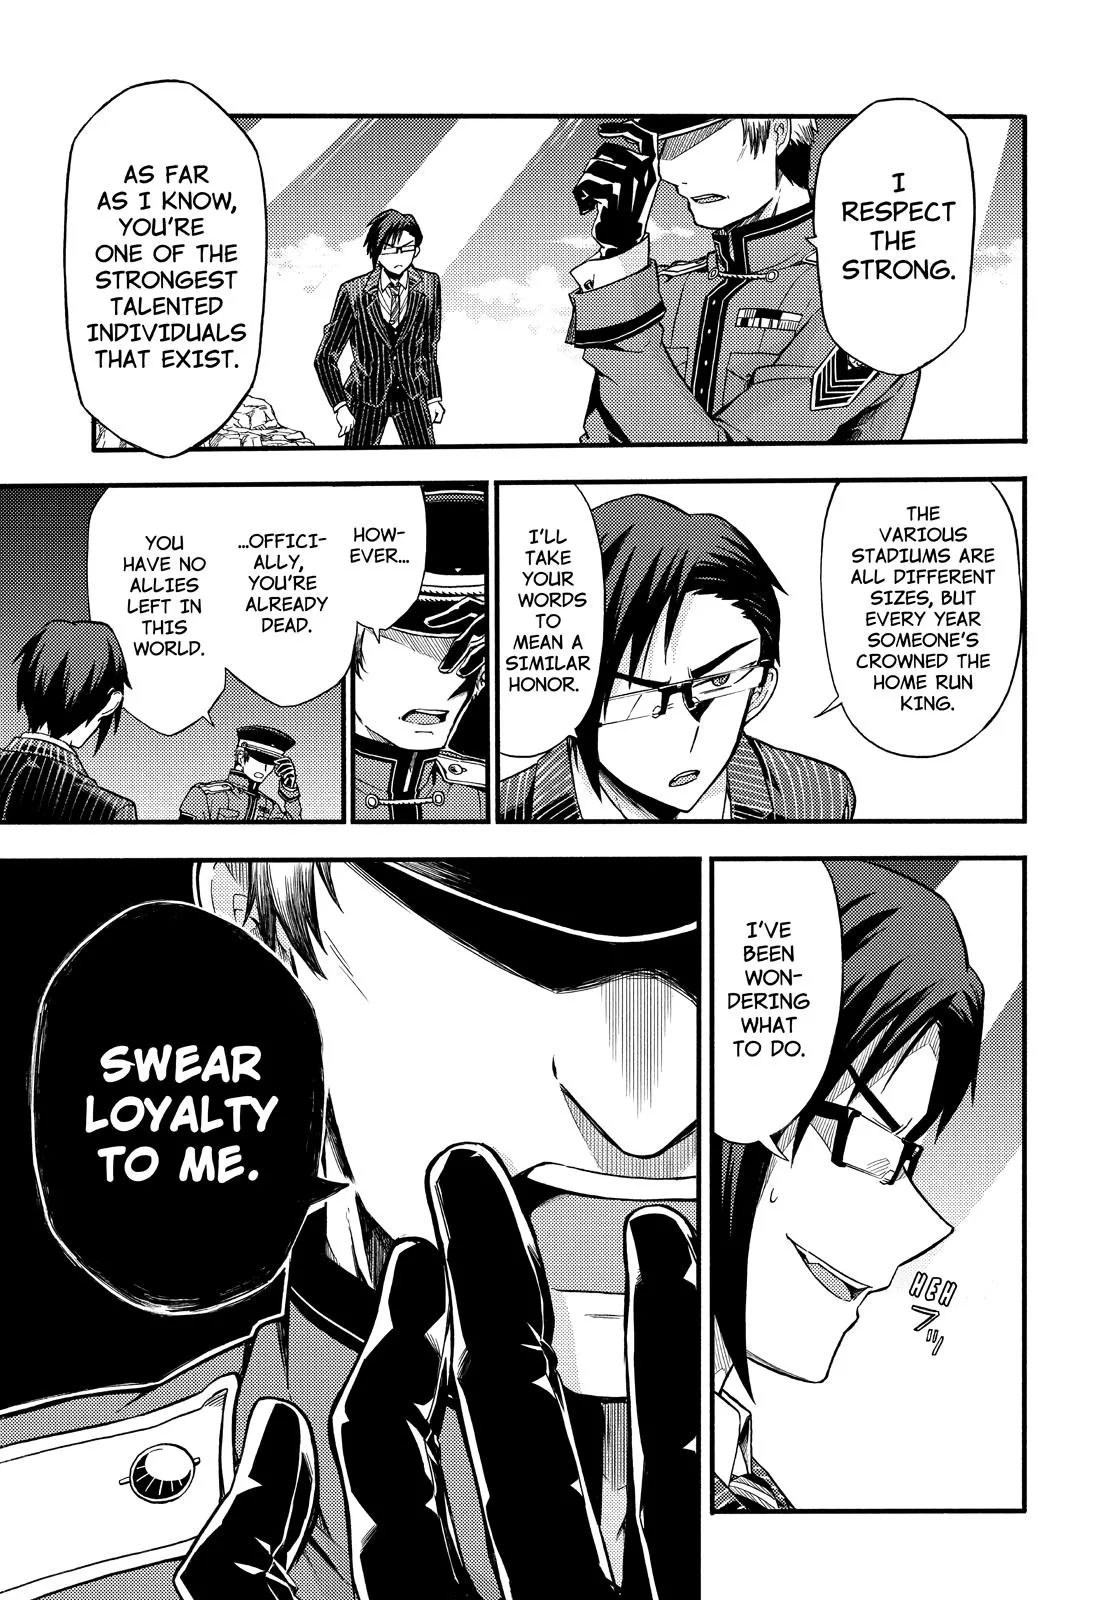 I
RESPECT
THE
STRONG.
AS FAR
AS I KNOW,
YOU'RE
ONE OF THE
STRONGEST
TALENTED
INDIVIDUALS
THAT EXIST.
THE
VARIOUS
STADIUMS ARE
ALL DIFFERENT
SIZES, BUT
EVERY YEAR
SOMEONE'S
CROWNED THE
HOME RUN
KING.
I'LL
TAKE
YOUR
WORDS
TO
MEAN A
SIMILAR
HONOR.
HOW-
EVER...
...OFFICI-
ALLY,
YOU'RE
ALREADY
DEAD.
YOU
HAVE NO
ALLIES
LEFT IN
THIS
WORLD.
I'VE
BEEN
WON-
DERING
WHAT
TO DO.
HEH
フッ
SWEAR
LOYALTY
TO ME.